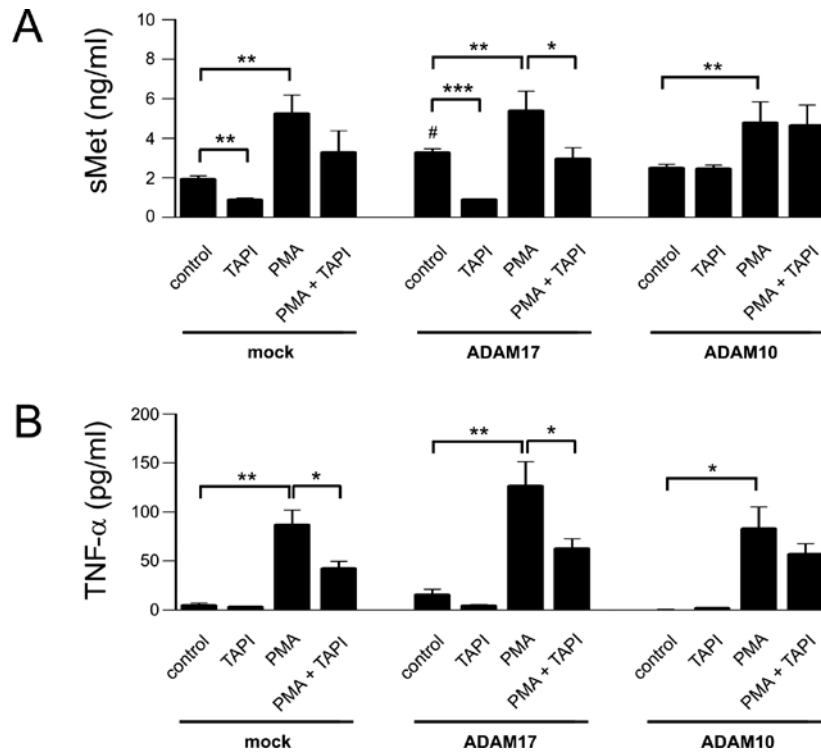 A
sMet (ng/ml)
10
8
6
4
2
0
**
**
**
***
*
#
**
control
TAPI
PMA
PMA + TAPI
control
TAPI
PMA
PMA + TAPI
control
TAPI
PMA
PMA + TAPI
mock
ADAM17
ADAM10
B
TNF-α (pg/ml)
200
150
100
50
0
**
*
**
*
*
control
TAPI
PMA
PMA + TAPI
control
TAPI
PMA
PMA + TAPI
control
TAPI
PMA
PMA + TAPI
mock
ADAM17
ADAM10